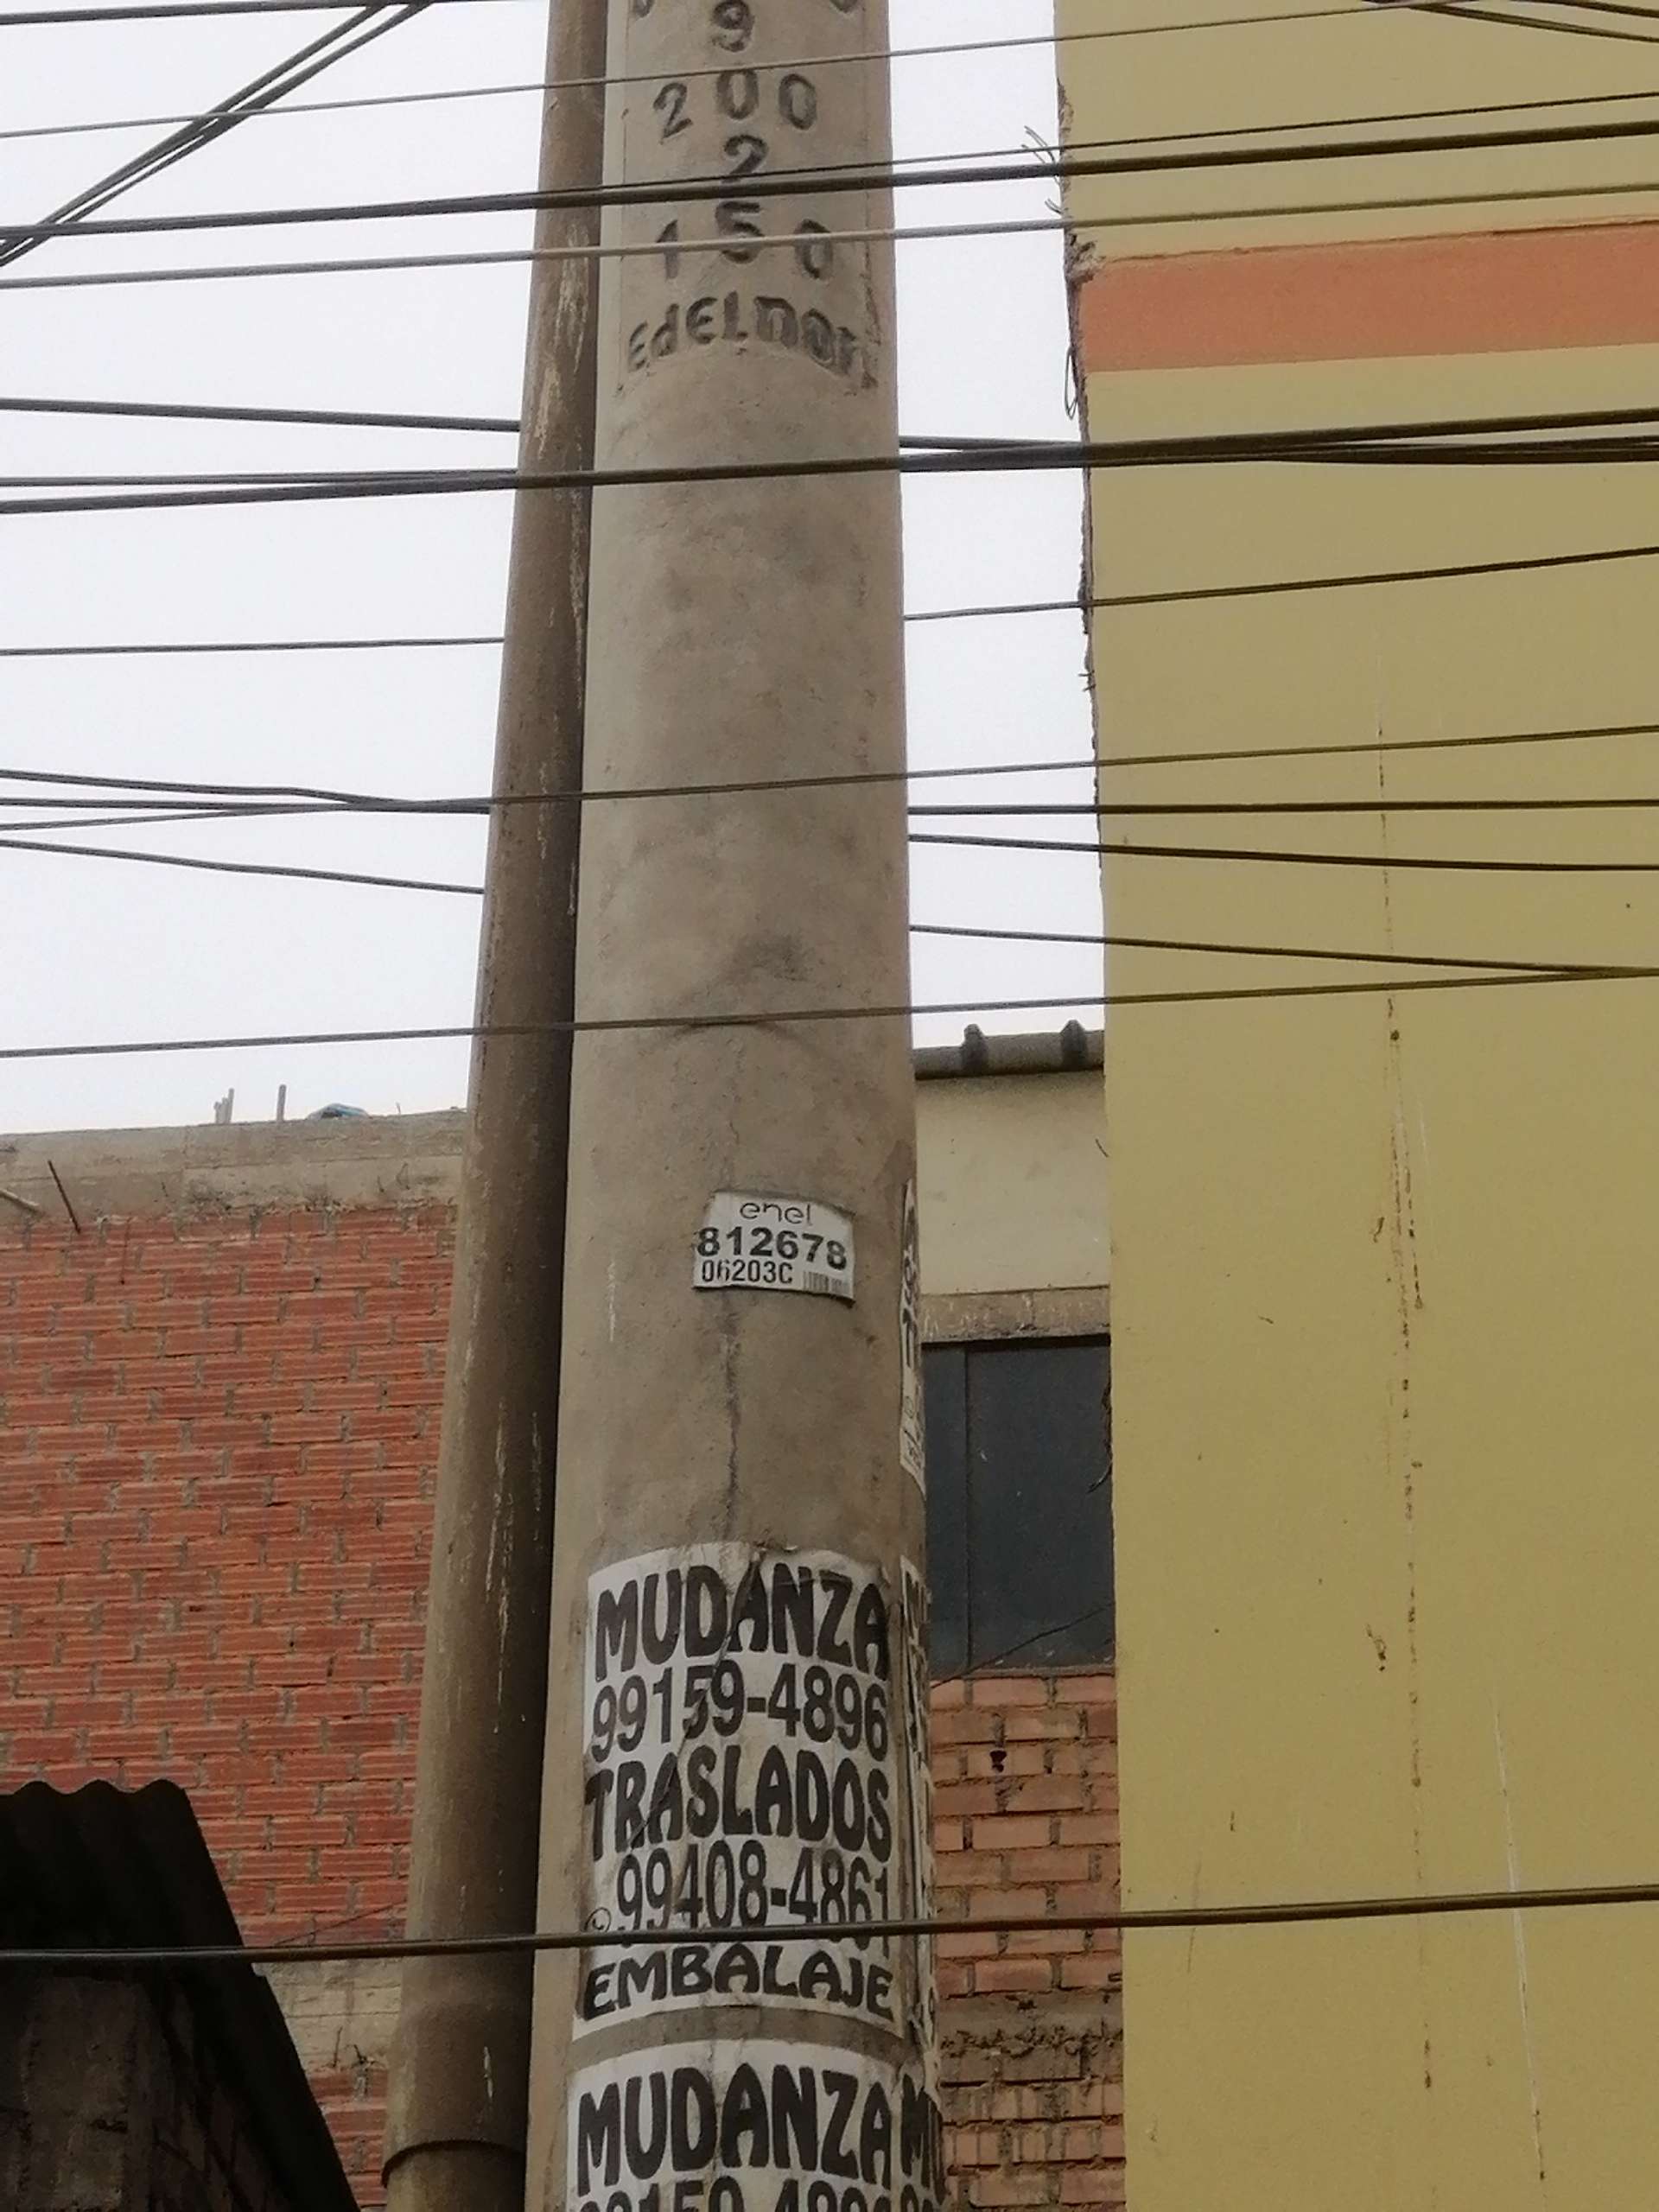 9
200
2
150
EdELNOR
enel
812678
06203C
MUDANZA
99159-4896
TRASLADOS
99408-4861
EMBALAJE
MUDANZA